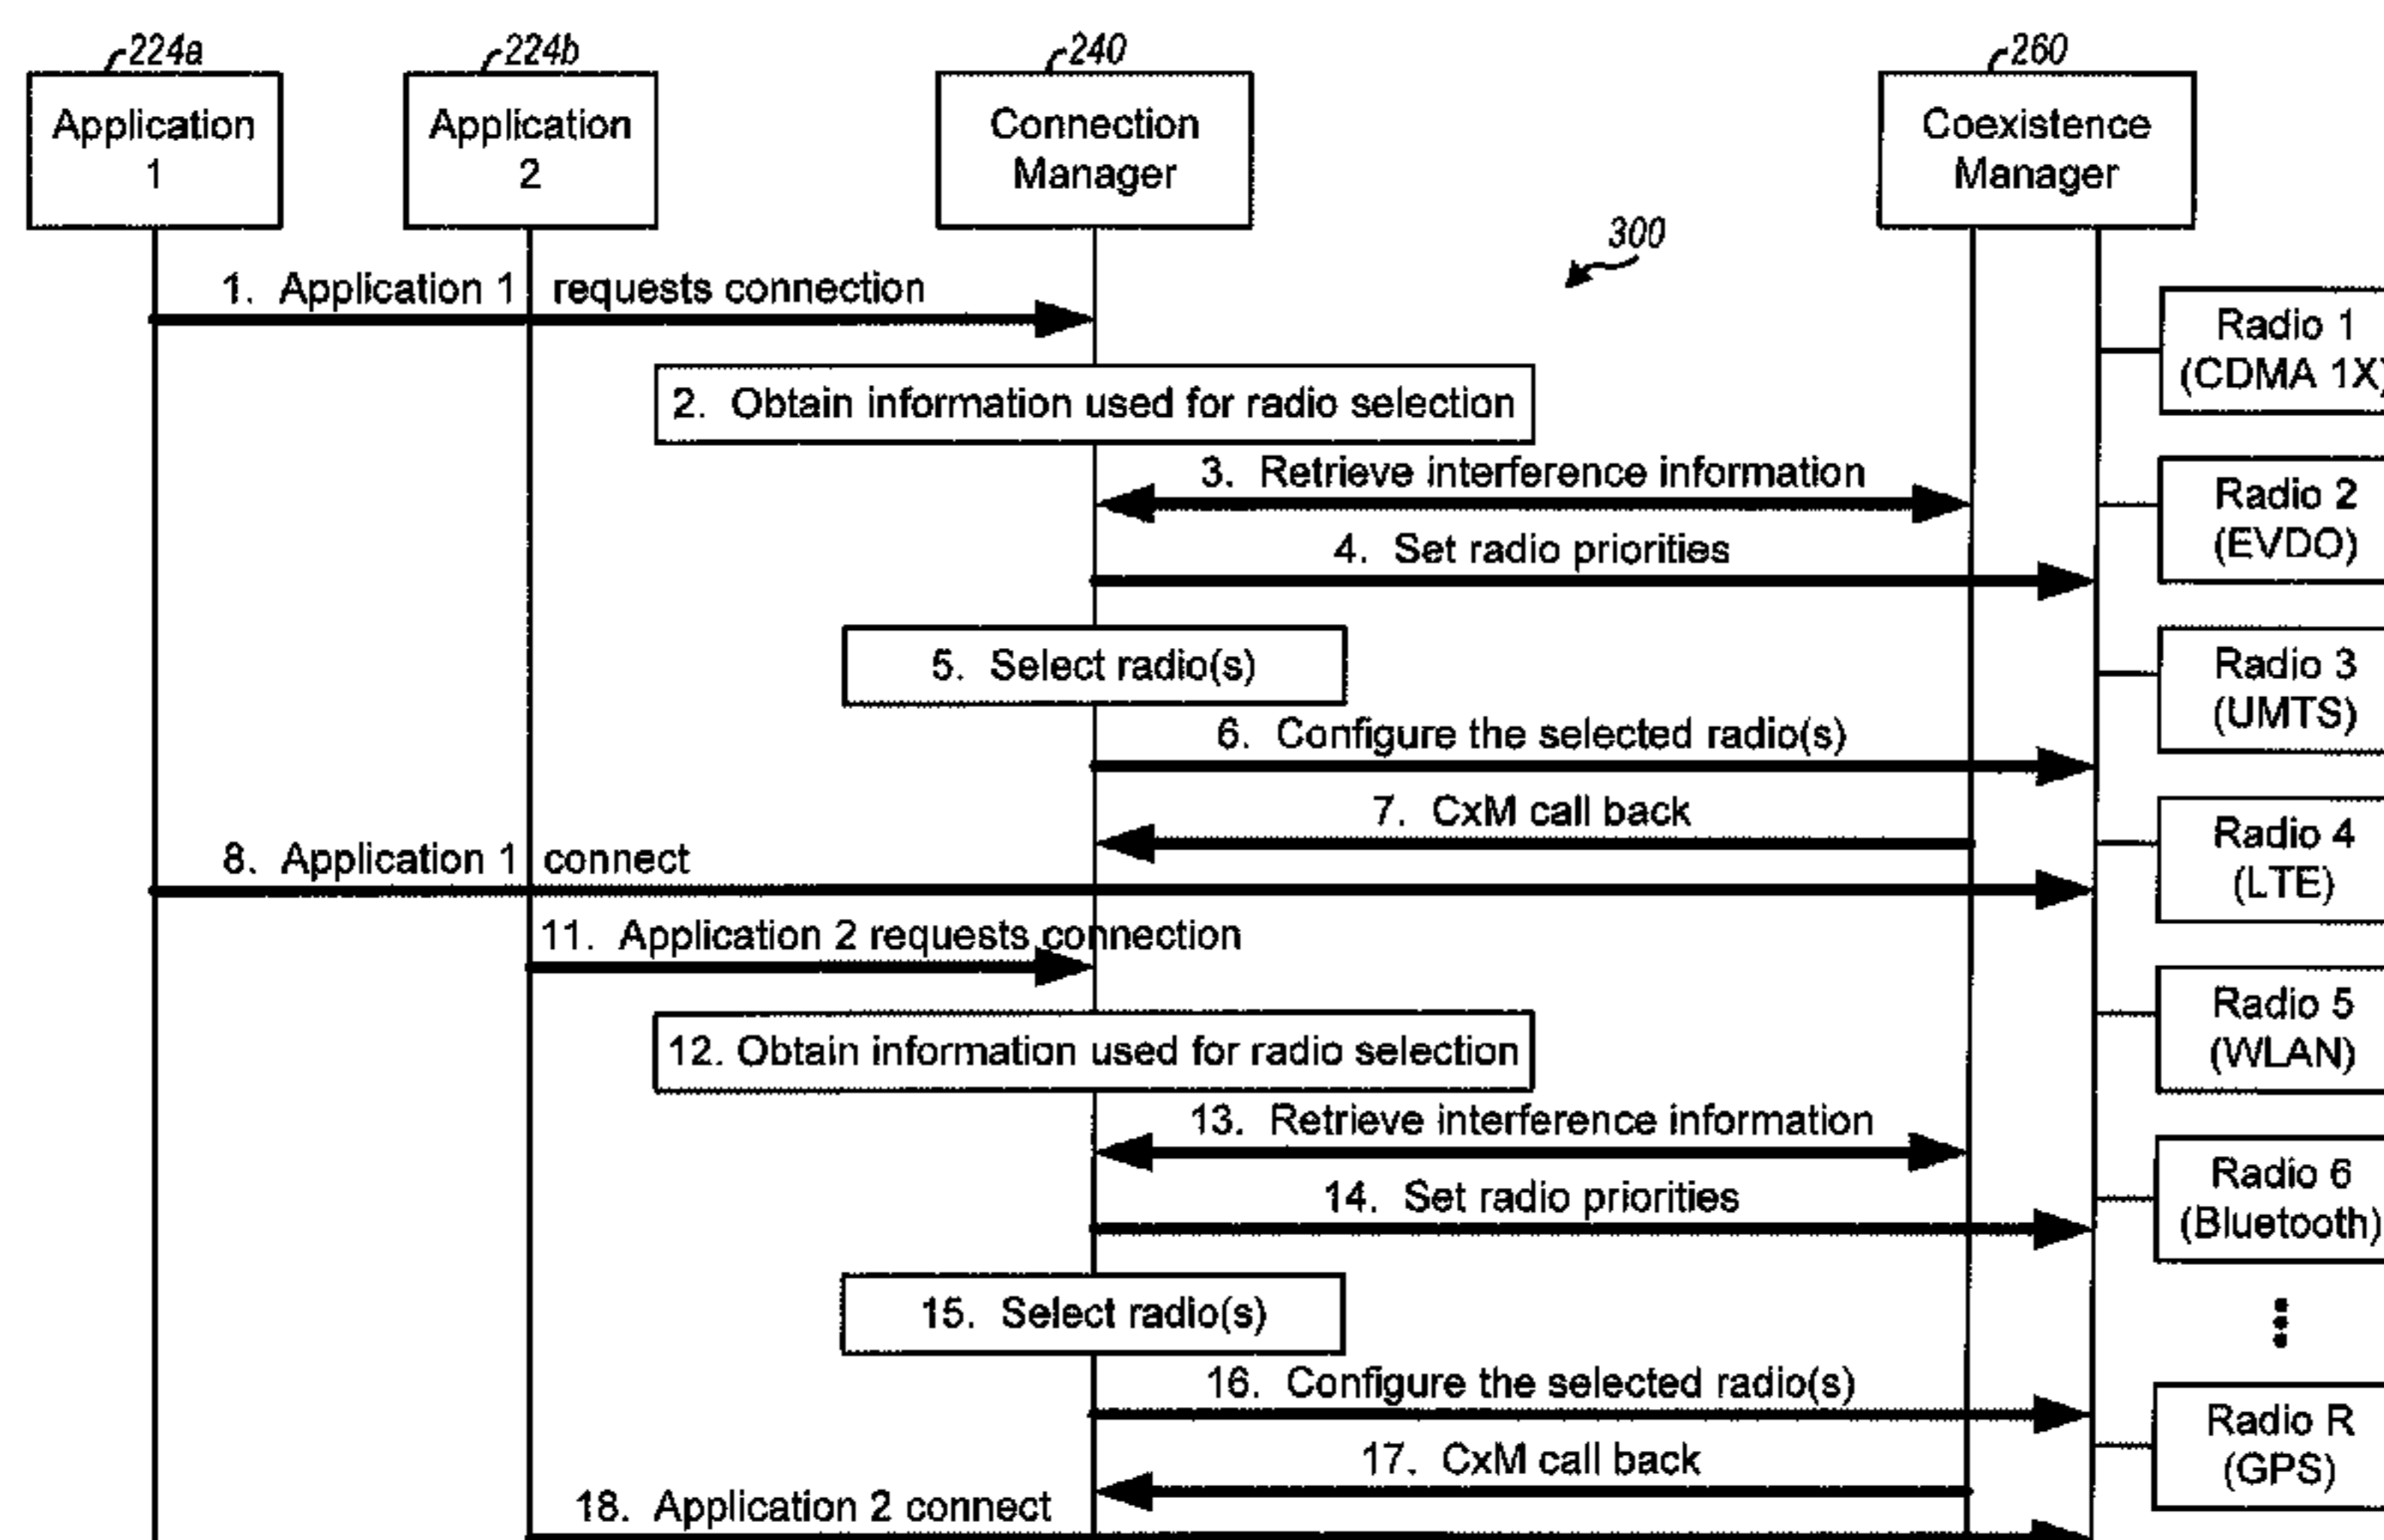 224a
224b
240
260
Application
1
Application
2
Connection
Manager
Coexistence
Manager
300
1. Application 1 requests connection
Radio 1
(CDMA 1X)
2. Obtain information used for radio selection
3. Retrieve interference information
Radio 2
(EVDO)
4. Set radio priorities
5. Select radio(s)
Radio 3
(UMTS)
6. Configure the selected radio(s)
7. CxM call back
Radio 4
(LTE)
8. Application 1 connect
11. Application 2 requests connection
Radio 5
(WLAN)
12. Obtain information used for radio selection
13. Retrieve interference information
Radio 6
(Bluetooth)
14. Set radio priorities
15. Select radio(s)
16. Configure the selected radio(s)
Radio R
(GPS)
17. CxM call back
18. Application 2 connect